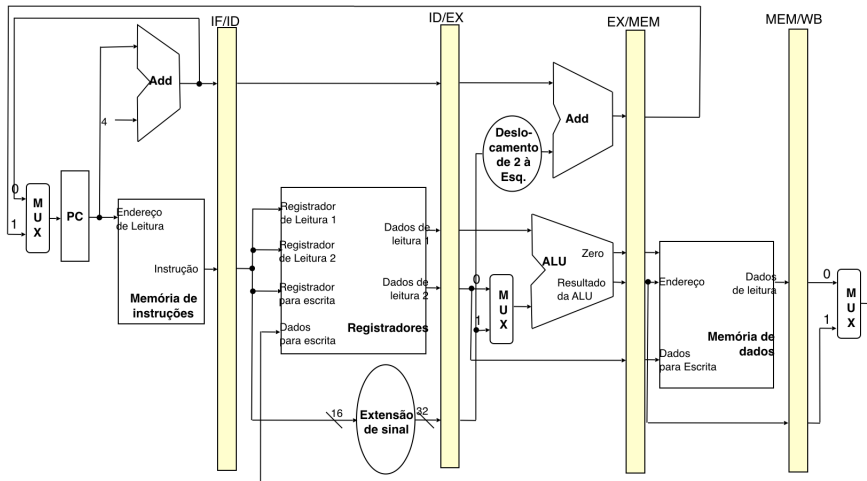 IF/ID
ID/EX
EX/MEM
MEM/WB
Add
4
Add
Deslo-
camento
de 2 à
Esq.
0
1
M
U
X
PC
Endereço
de Leitura
Instrução
Memória de
instruções
Registrador
de Leitura 1
Registrador
de Leitura 2
Registrador
para escrita
Dados
para escrita
Dados de
leitura 1
Dados de
leitura 2
Registradores
16
Extensão
de sinal
32
0
1
M
U
X
ALU
Zero
Resultado
da ALU
Endereço
Dados
de leitura
Memória de
dados
Dados
para Escrita
0
1
M
U
X